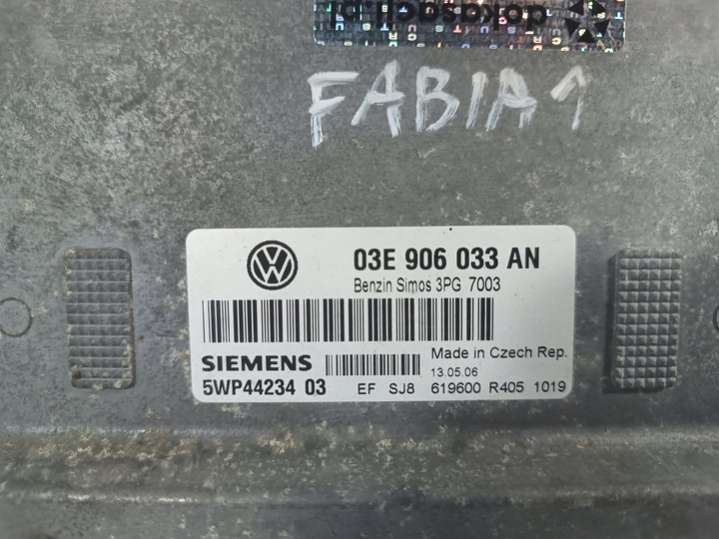 FABIA 1
03E 906 033 AN
Benzin Simos 3PG 7003
SIEMENS
Made in Czech Rep.
13.05.06
5WP44234 03 EF SJ8 619600 R405 1019